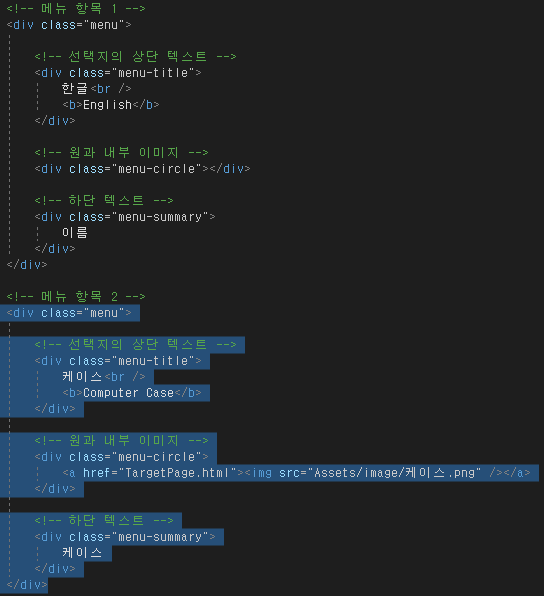 <!-- 메뉴 항목 1 -->
<div class="menu">
<!-- 선택지의 상단 텍스트 -->
<div class="menu-title">
한글<br />
<b>English</b>
</div>
<!-- 원과 내부 이미지 -->
<div class="menu-circle"></div>
<!-- 하단 텍스트 -->
<div class="menu-summary">
이름
</div>
</div>
<!-- 메뉴 항목 2 -->
<div class="menu">
<!-- 선택지의 상단 텍스트 -->
<div class="menu-title">
케이스<br />
<b>Computer Case</b>
</div>
<!-- 원과 내부 이미지 -->
<div class="menu-circle">
<a href="TargetPage.html"><img src="Assets/image/케이스.png" /></a>
</div>
<!-- 하단 텍스트 -->
<div class="menu-summary">
케이스
</div>
</div>